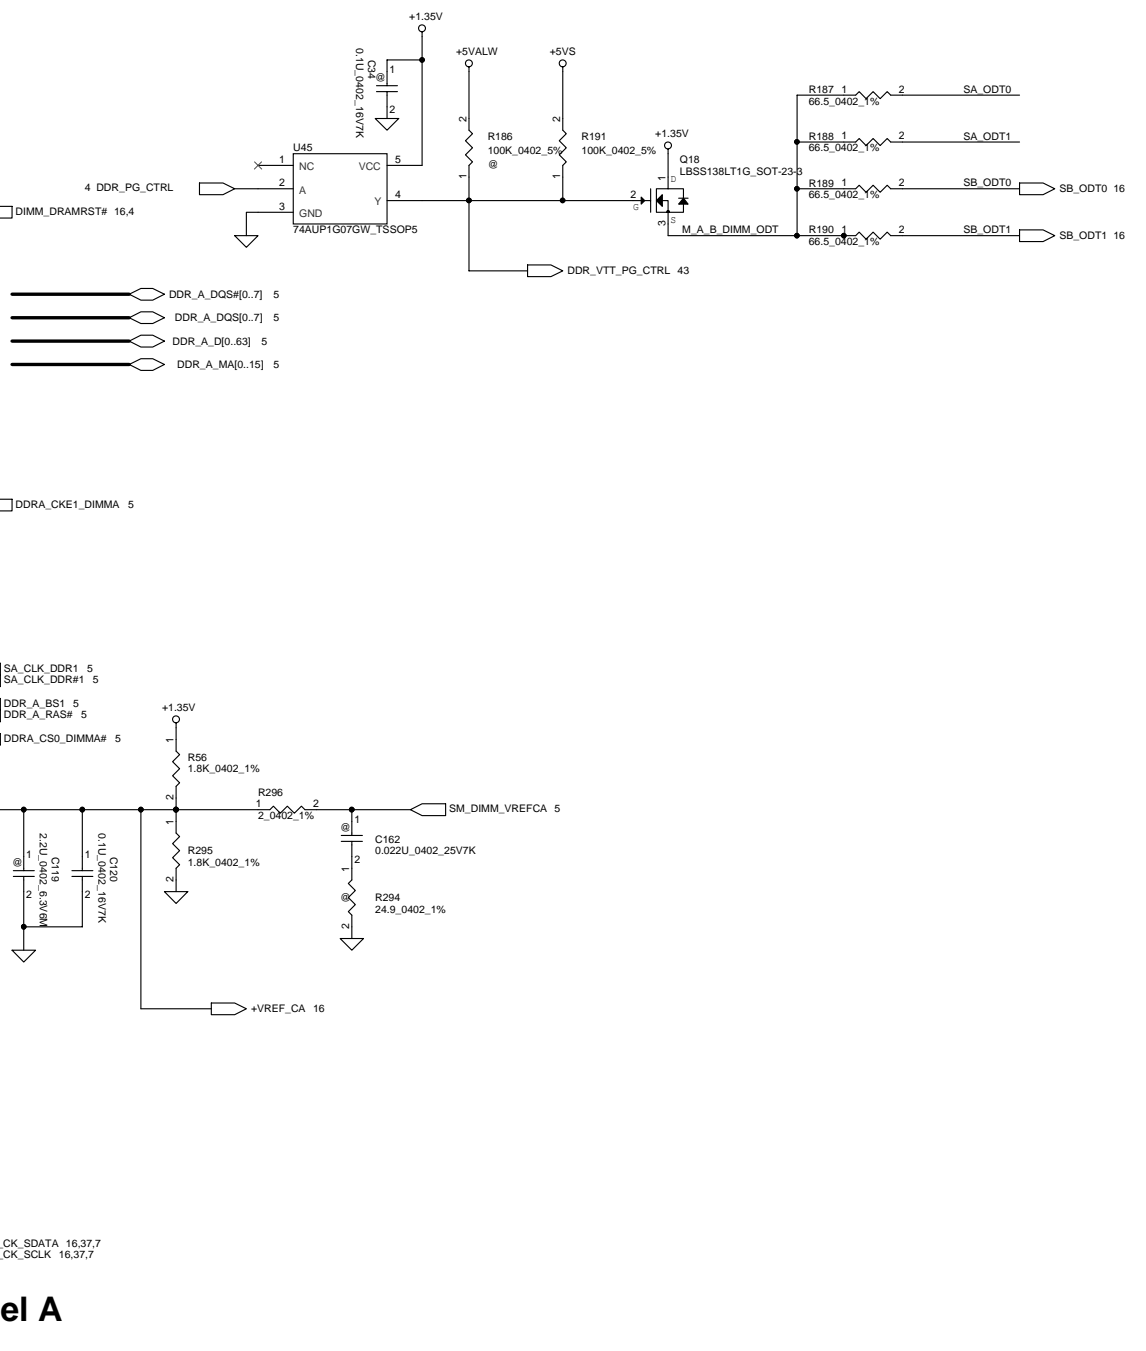 +1.35V
+5VALW
+5VS
0.1U_0402_16V7K
C34
@
1
2
2
R186
100K_0402_5%
@
1
2
R191
100K_0402_5%
1
+1.35V
Q18
LBSS138LT1G_SOT-23-3
1
D
2
G
3
S
R187 1 2 SA_ODT0
66.5_0402_1%
R188 1 2 SA_ODT1
66.5_0402_1%
R189 1 2 SB_ODT0 SB_ODT0 16
66.5_0402_1%
M_A_B_DIMM_ODT
R190 1 2 SB_ODT1 SB_ODT1 16
66.5_0402_1%
U45
1 NC VCC 5
4 DDR_PG_CTRL 2 A
Y 4
3 GND
74AUP1G07GW_TSSOP5
DIMM_DRAMRST# 16,4
DDR_VTT_PG_CTRL 43
DDR_A_DQS#[0..7] 5
DDR_A_DQS[0..7] 5
DDR_A_D[0..63] 5
DDR_A_MA[0..15] 5
DDRA_CKE1_DIMMA 5
SA_CLK_DDR1 5
SA_CLK_DDR#1 5
DDR_A_BS1 5
DDR_A_RAS# 5
DDRA_CS0_DIMMA# 5
+1.35V
1
R56
1.8K_0402_1%
2
R296
1 2
2_0402_1%
SM_DIMM_VREFCA 5
1
R295
1.8K_0402_1%
2
@
1
C162
0.022U_0402_25V7K
2
1
@
R294
24.9_0402_1%
2
@
1
C119
2.2U_0402_6.3V6M
2
1
C120
0.1U_0402_16V7K
2
+VREF_CA 16
_CK_SDATA 16,37,7
_CK_SCLK 16,37,7
el A